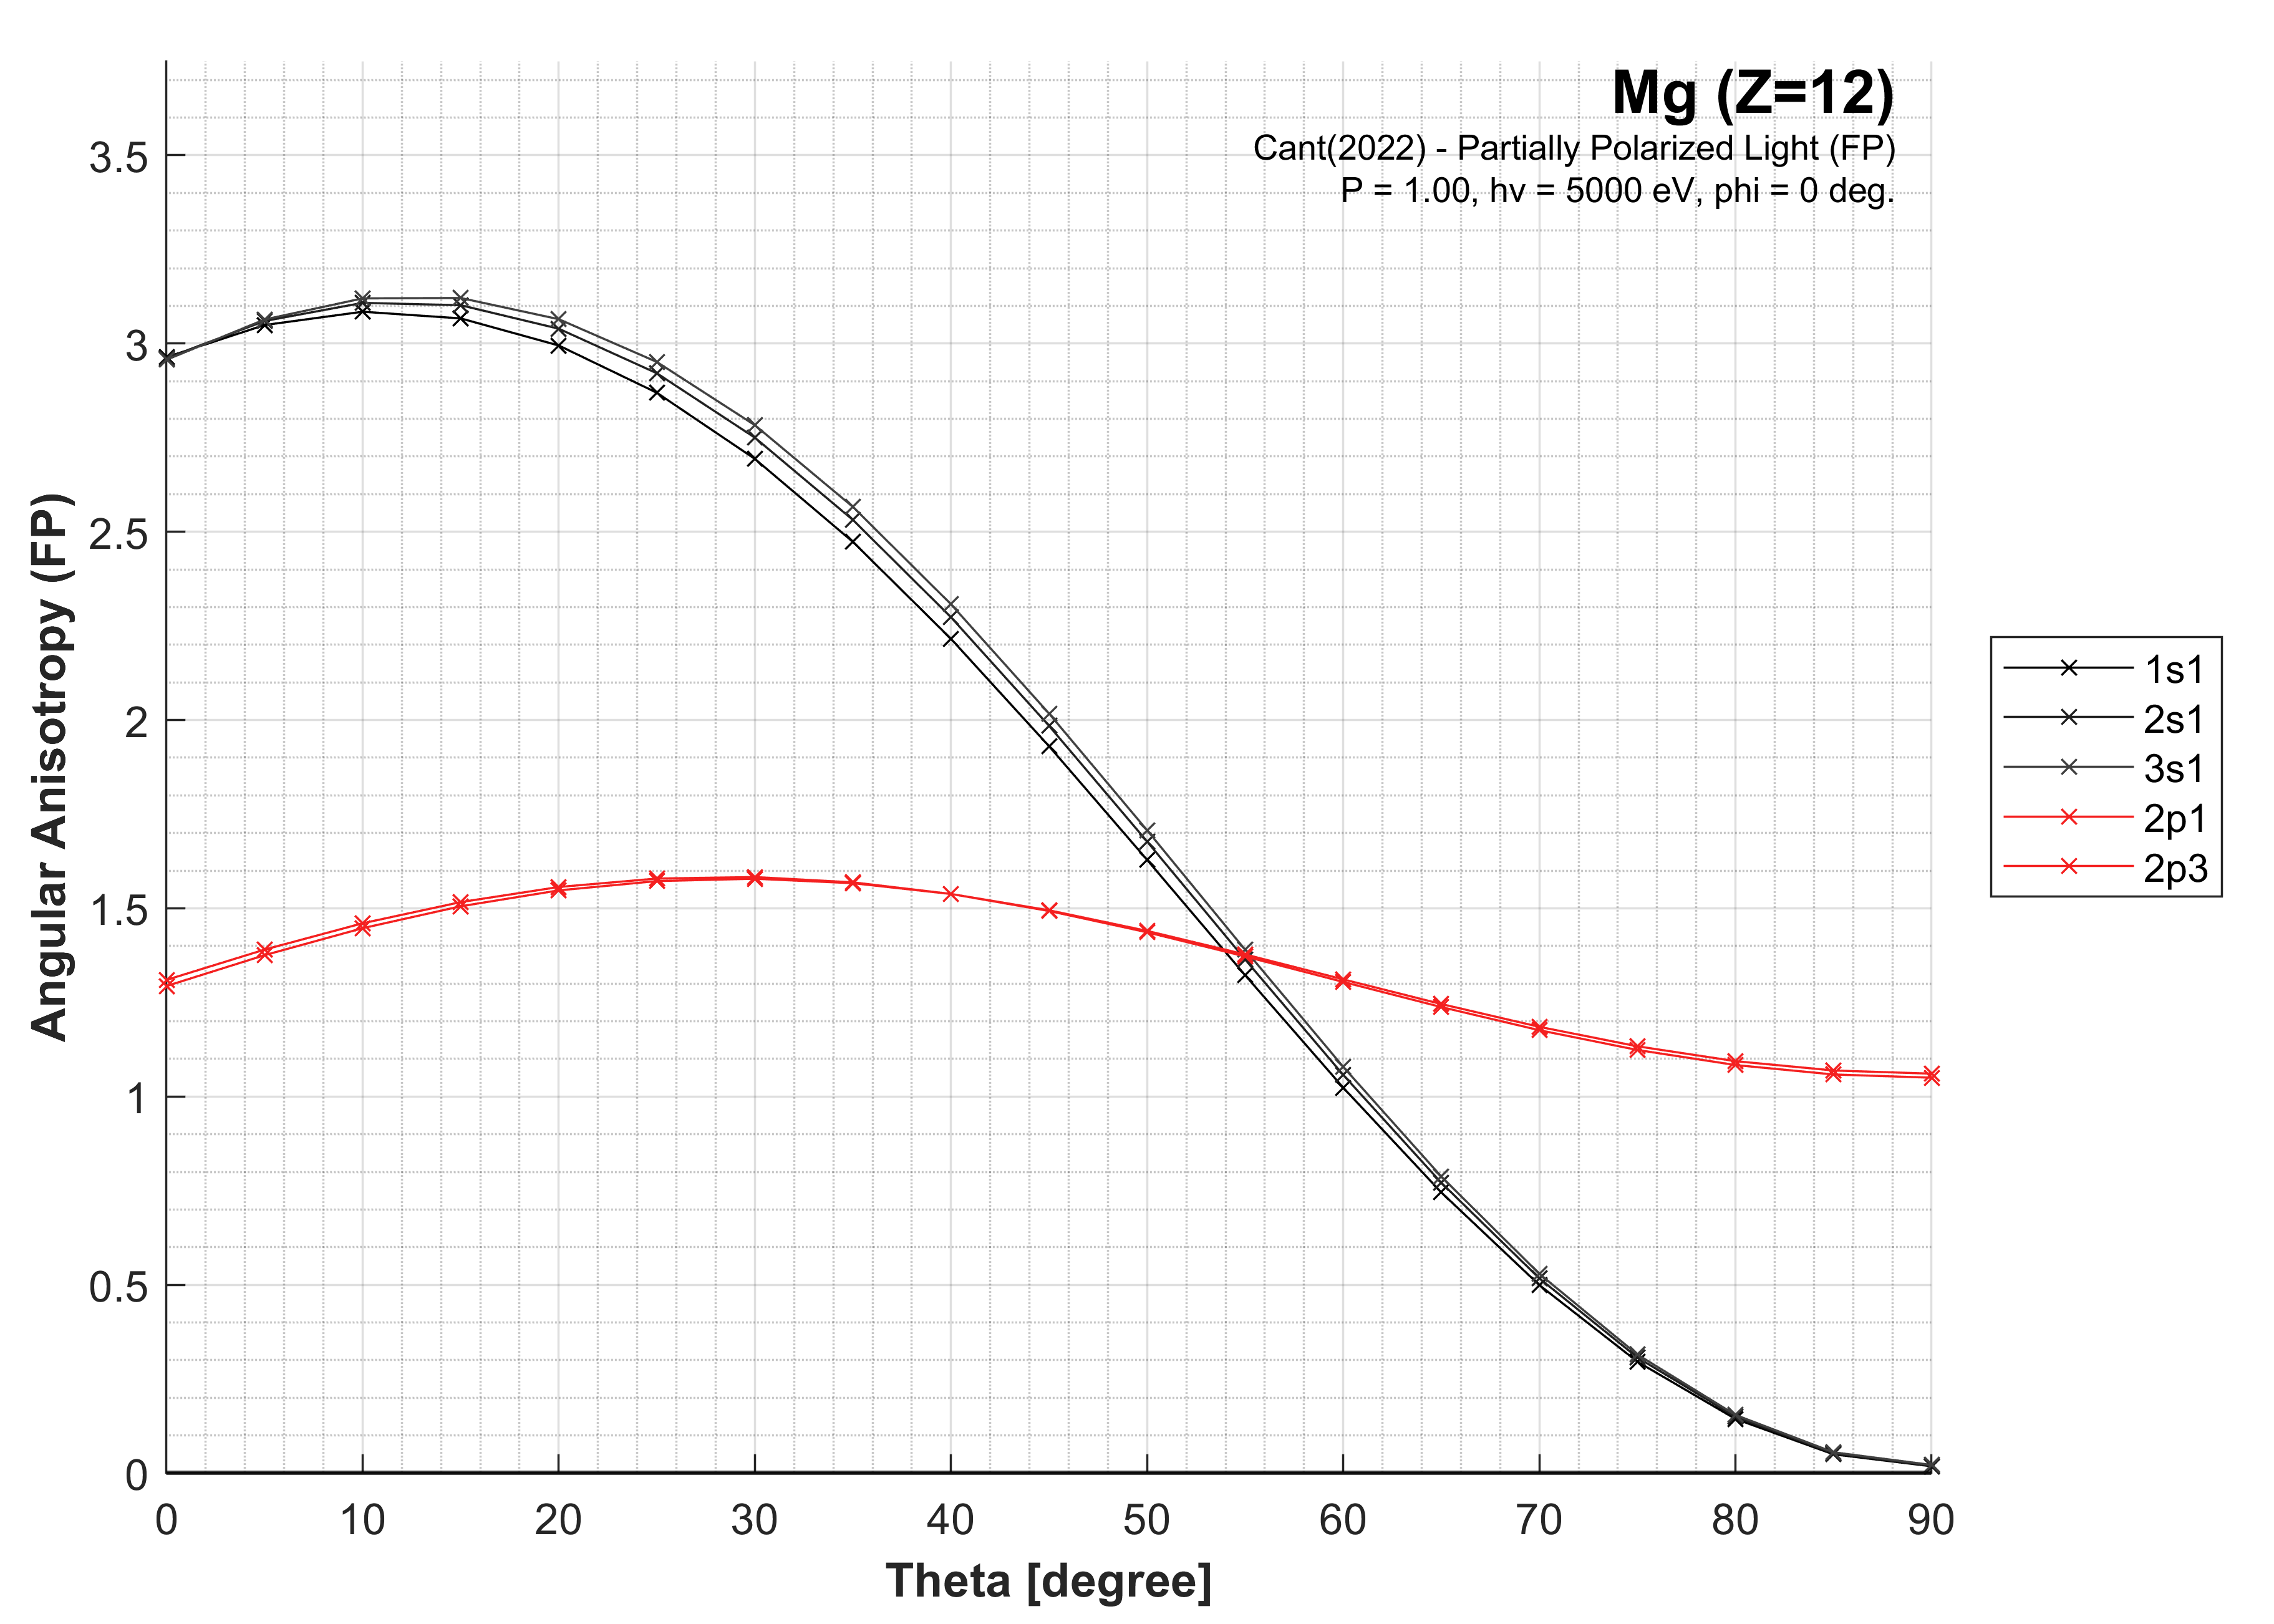 Mg (Z=12)
Cant(2022) - Partially Polarized Light (FP)
P = 1.00, hv = 5000 eV, phi = 0 deg.
Angular Anisotropy (FP)
3.5
3
2.5
2
1.5
1
0.5
0
0 10 20 30 40 50 60 70 80 90
Theta [degree]
1s1
2s1
3s1
2p1
2p3